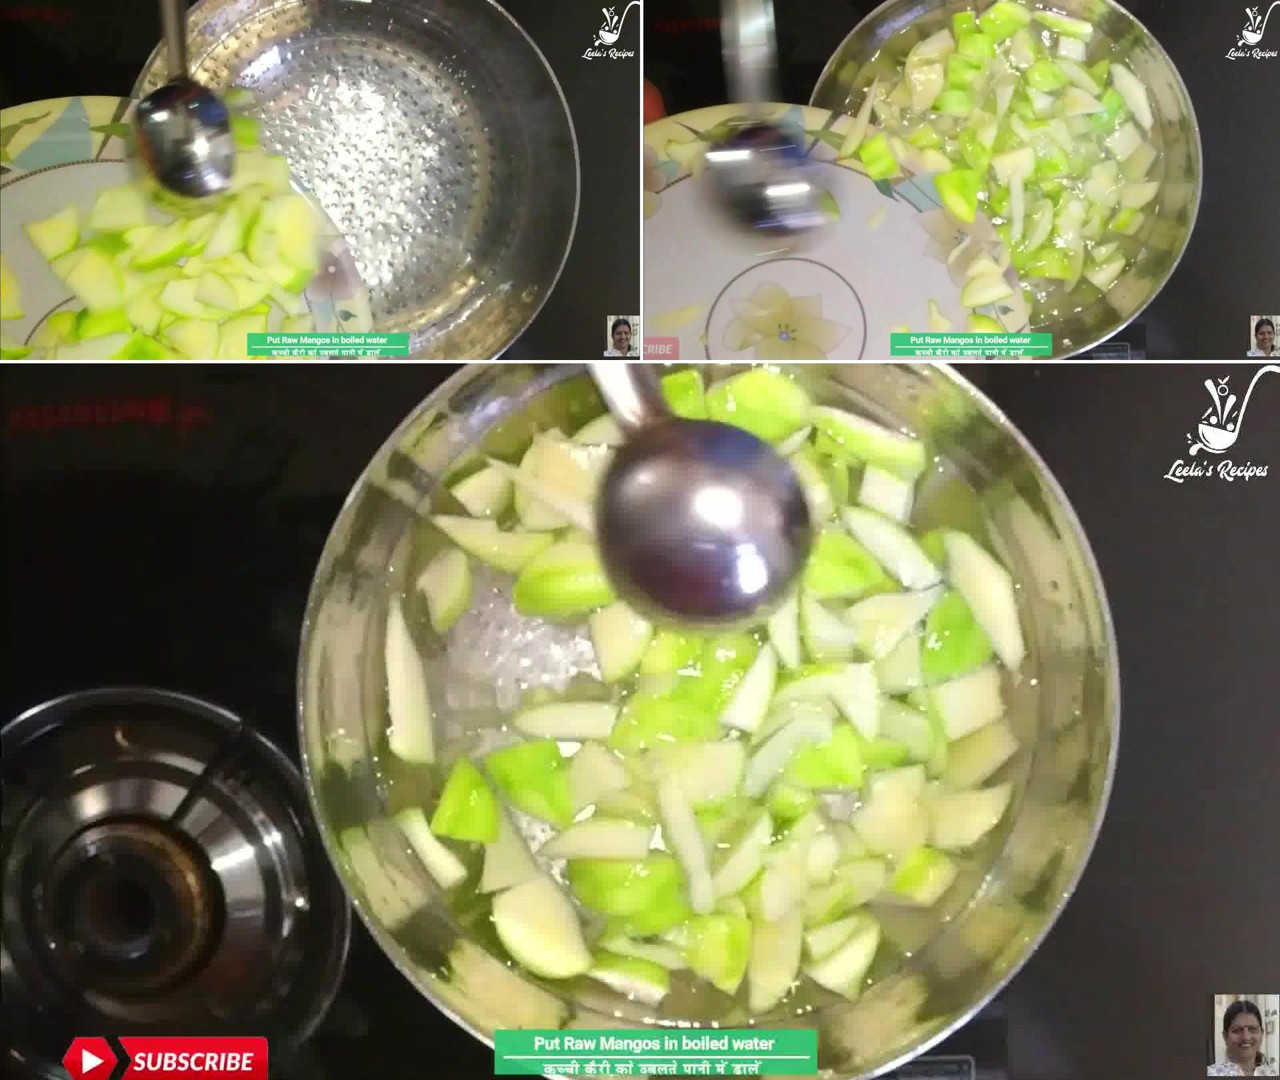 Leela's Recipes
Put Raw Mangos in boiled water
कच्ची कैरी को उबलते पानी में डालें
Leela's Recipes
CRIBE
Put Raw Mangos in boiled water
कच्ची कैरी को उबलते पानी में डालें
Leela's Recipes
SUBSCRIBE
Put Raw Mangos in boiled water
कच्ची कैरी को उबलते पानी में डालें